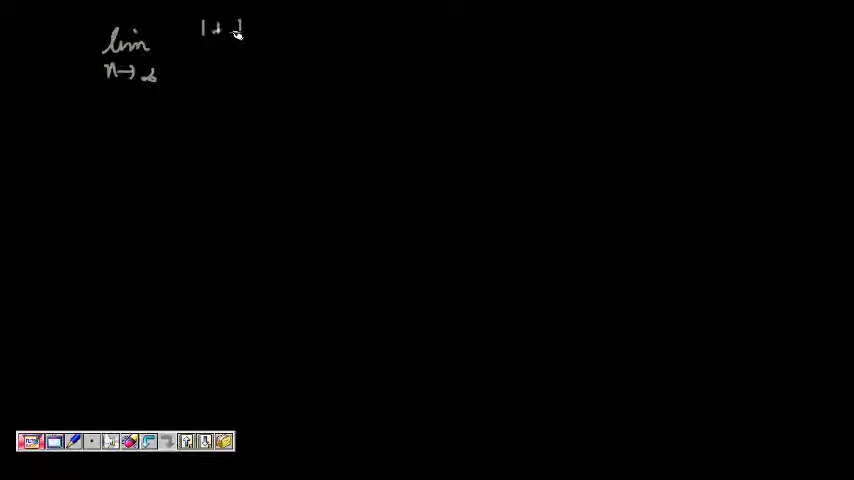 lim 1 + 1
n→∞